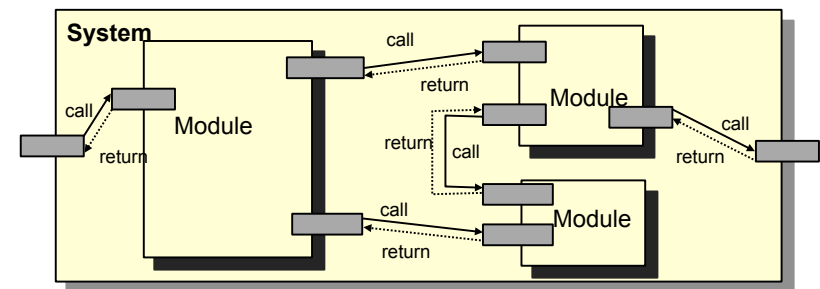 System
call
return
Module
call
return
Module
call
return
return
call
call
return
Module